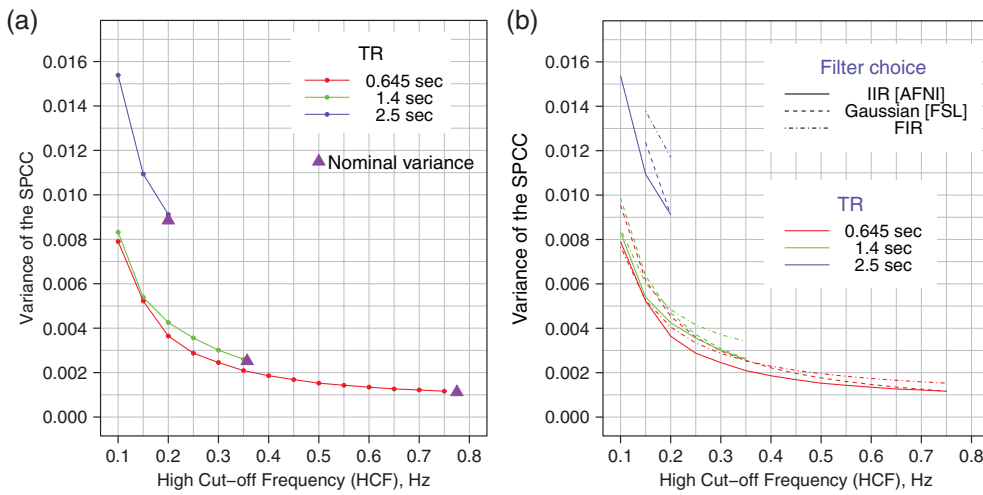 (a)
TR
0.645 sec
1.4 sec
2.5 sec
Nominal variance
Variance of the SPCC
0.016
0.014
0.012
0.010
0.008
0.006
0.004
0.002
0.000
0.1 0.2 0.3 0.4 0.5 0.6 0.7 0.8
High Cut−off Frequency (HCF), Hz
(b)
Filter choice
IIR [AFNI]
Gaussian [FSL]
FIR
TR
0.645 sec
1.4 sec
2.5 sec
Variance of the SPCC
0.016
0.014
0.012
0.010
0.008
0.006
0.004
0.002
0.000
0.1 0.2 0.3 0.4 0.5 0.6 0.7 0.8
High Cut−off Frequency (HCF), Hz